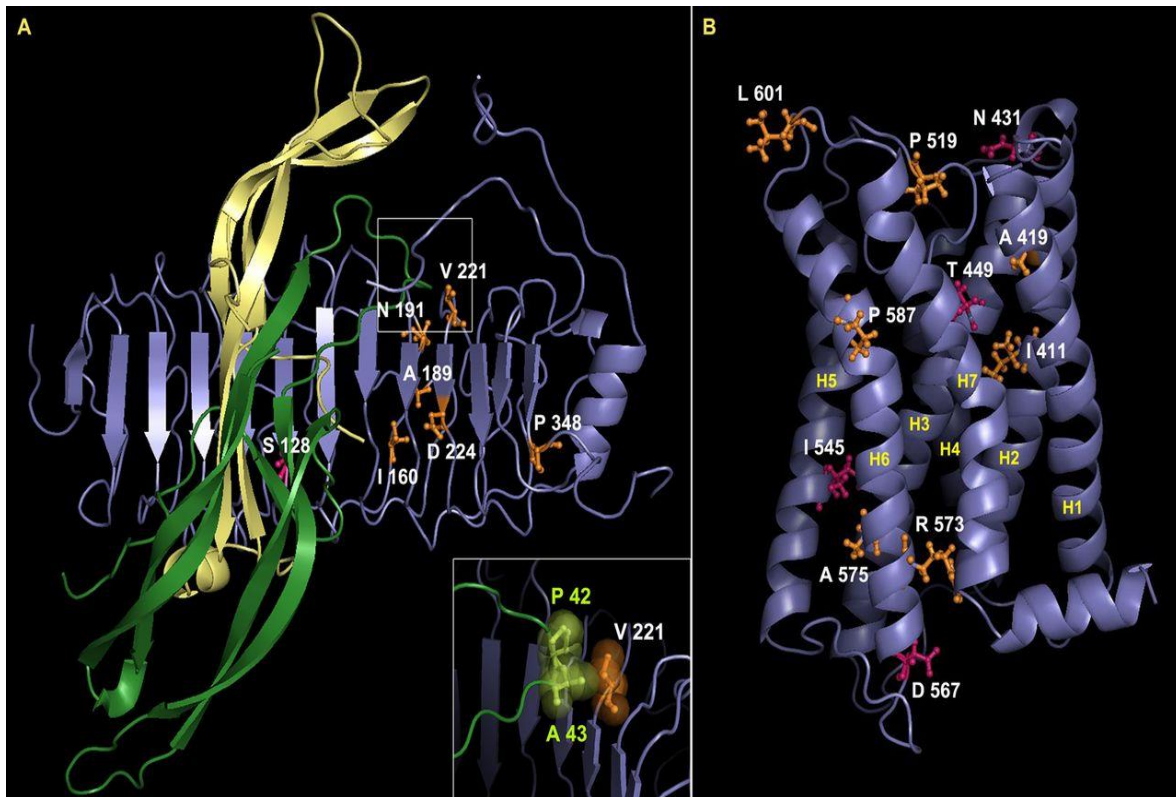 A
V 221
N 191
A 189
P 348
S 128
D 224
I 160
P 42
V 221
A 43
B
L 601
N 431
P 519
A 419
T 449
P 587
I 411
H5
H7
H3
I 545
H4
H6
H2
H1
R 573
A 575
D 567